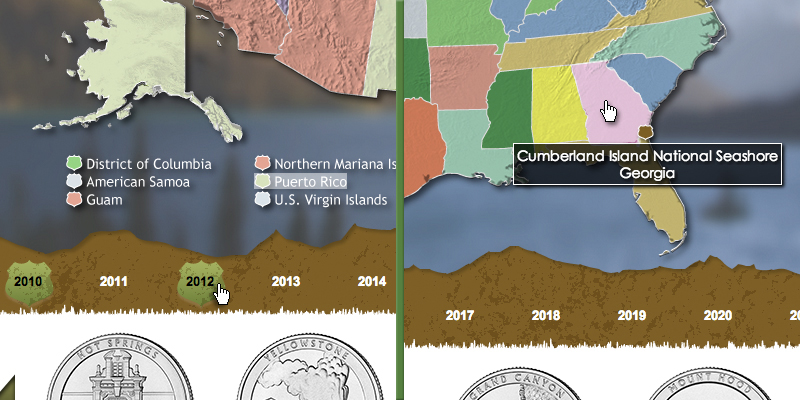 District of Columbia
American Samoa
Guam
Northern Mariana Is
Puerto Rico
U.S. Virgin Islands
2010
2011
2012
2013
2014
HOT SPRINGS
YELLOWSTONE
Cumberland Island National Seashore
Georgia
2017
2018
2019
2020
20
GRAND CANYON
MOUNT HOOD